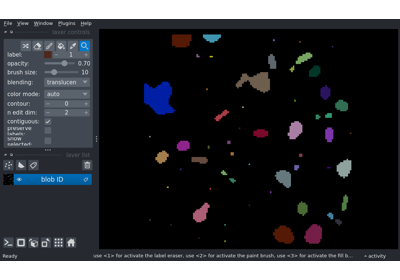 File View Window Plugins Help
layer controls
label: 1
opacity: 0.70
brush size: 10
blending: translucen
color mode: auto
contour: 0
n edit dim: 2
contiguous:
preserve labels:
show selected:
layer list
blob ID
Ready use <1> for activate the label eraser, use <2> for activate the paint brush, use <3> for activate the fill b... activity